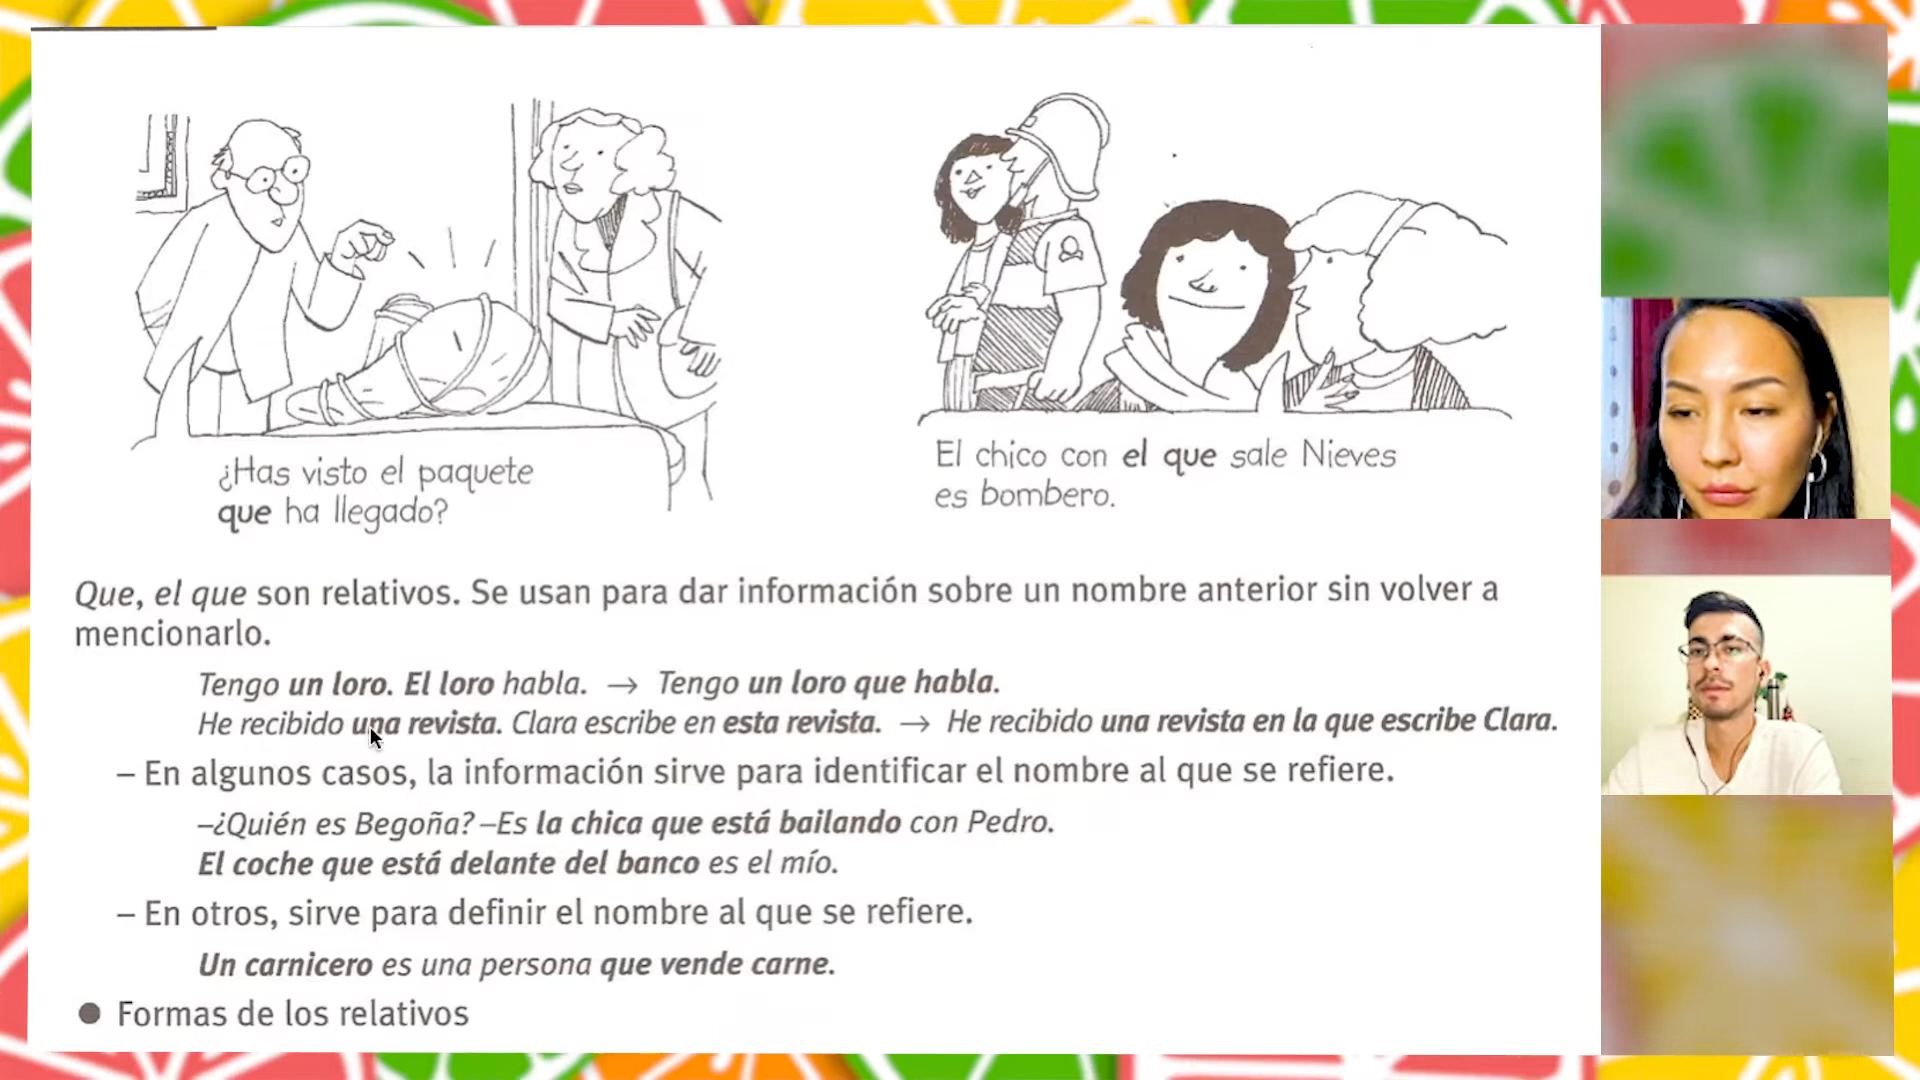 ¿Has visto el paquete
que ha llegado?
El chico con el que sale Nieves
es bombero.
Que, el que son relativos. Se usan para dar información sobre un nombre anterior sin volver a
mencionarlo.
Tengo un loro. El loro habla. → Tengo un loro que habla.
He recibido una revista. Clara escribe en esta revista. → He recibido una revista en la que escribe Clara.
– En algunos casos, la información sirve para identificar el nombre al que se refiere.
–¿Quién es Begoña? –Es la chica que está bailando con Pedro.
El coche que está delante del banco es el mío.
– En otros, sirve para definir el nombre al que se refiere.
Un carnicero es una persona que vende carne.
● Formas de los relativos